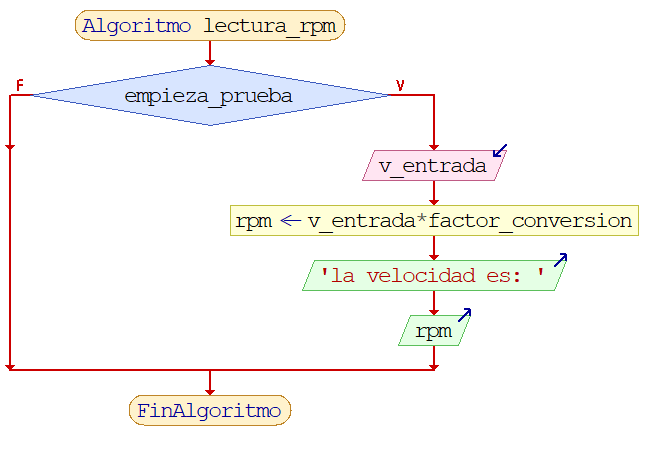 Algoritmo lectura_rpm
F
V
empieza_prueba
v_entrada
rpm ← v_entrada*factor_conversion
'la velocidad es: '
rpm
FinAlgoritmo